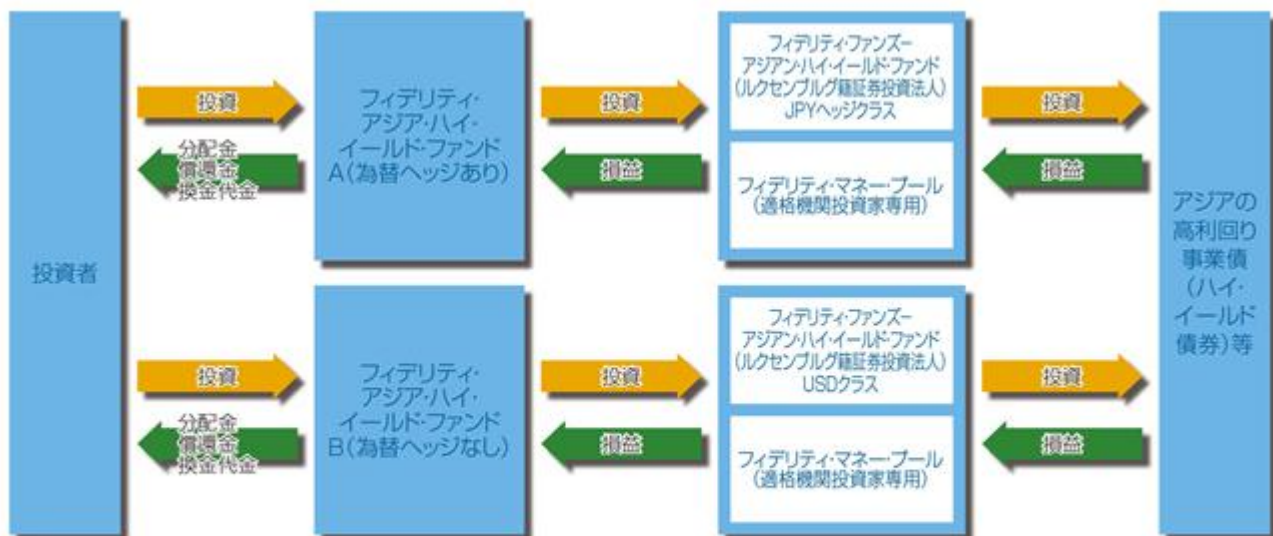 投資者
投資
分配金
償還金
換金代金
フィデリティ・
アジア・ハイ・
イールド・ファンド
A(為替ヘッジあり)
投資
損益
フィデリティ・ファンズー
アジアン・ハイ・イールド・ファンド
(ルクセンブルグ籍証券投資法人)
JPYヘッジクラス
フィデリティ・マネー・プール
(適格機関投資家専用)
投資
損益
投資
分配金
償還金
換金代金
フィデリティ・
アジア・ハイ・
イールド・ファンド
B(為替ヘッジなし)
投資
損益
フィデリティ・ファンズー
アジアン・ハイ・イールド・ファンド
(ルクセンブルグ籍証券投資法人)
USDクラス
フィデリティ・マネー・プール
(適格機関投資家専用)
投資
損益
アジアの
高利回り
事業債
(ハイ・
イールド
債券)等